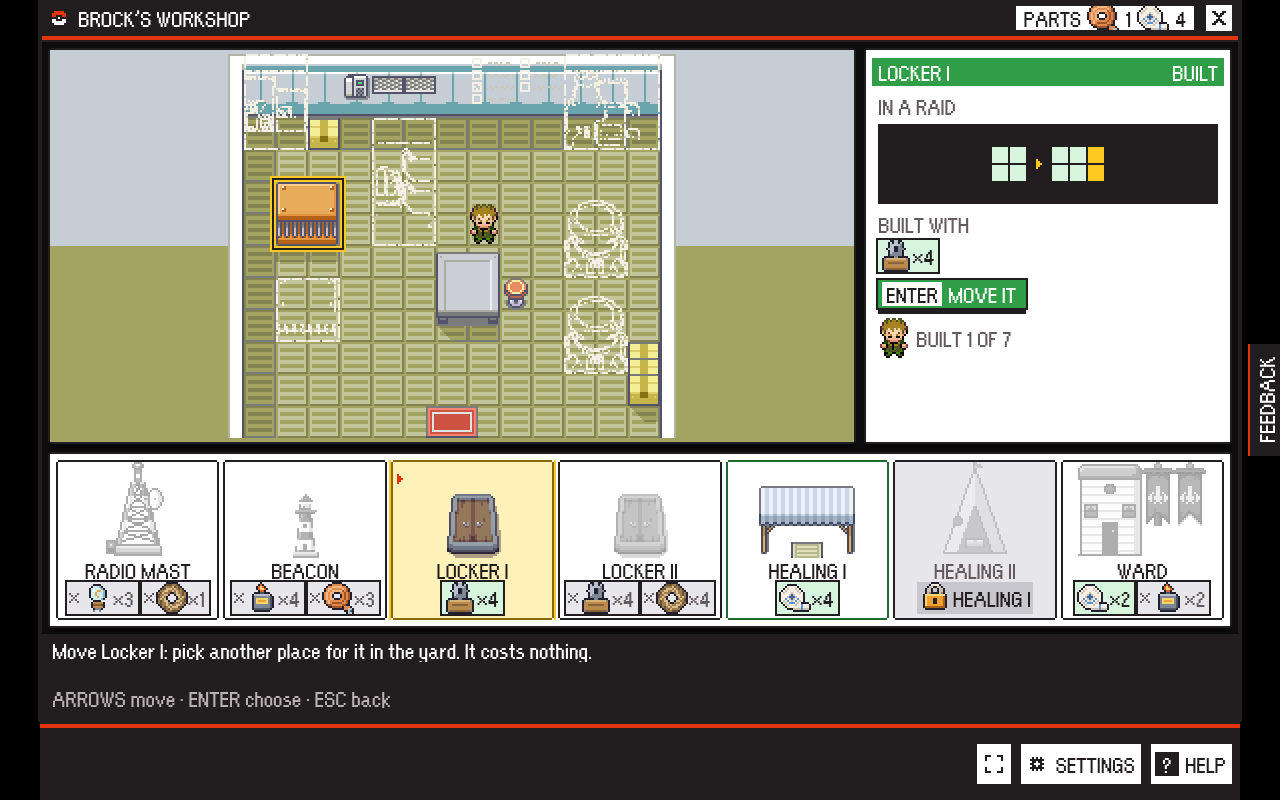 BROCK'S WORKSHOP
PARTS 1 4 X
LOCKER I BUILT
IN A RAID
BUILT WITH
×4
ENTER MOVE IT
BUILT 1 OF 7
FEEDBACK
RADIO MAST BEACON LOCKER I LOCKER II HEALING I HEALING II WARD
× ×3 × ×1 × ×4 × ×3 ×4 × ×4 × ×4 ×4 HEALING I ×2 × ×2
Move Locker I: pick another place for it in the yard. It costs nothing.
ARROWS move · ENTER choose · ESC back
SETTINGS ? HELP